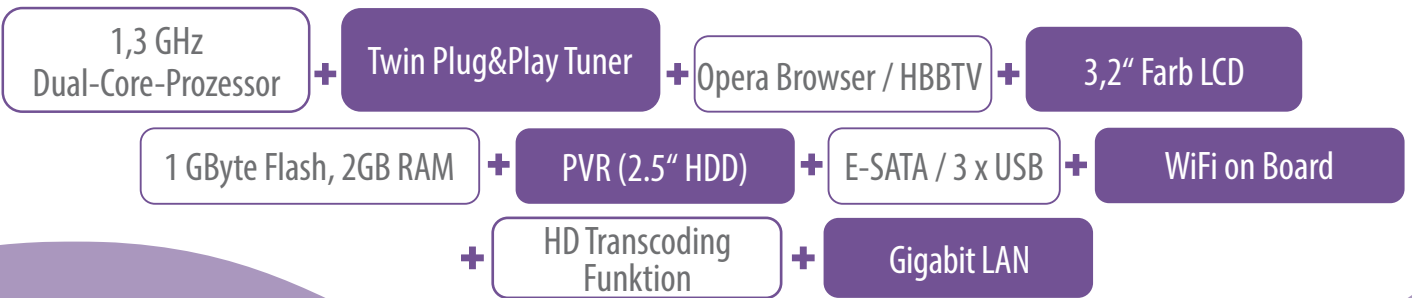 1,3 GHz
Dual-Core-Prozessor
+
Twin Plug&Play Tuner
+
Opera Browser / HBBTV
+
3,2“ Farb LCD
1 GByte Flash, 2GB RAM
+
PVR (2.5“ HDD)
+
E-SATA / 3 x USB
+
WiFi on Board
+
HD Transcoding
Funktion
+
Gigabit LAN